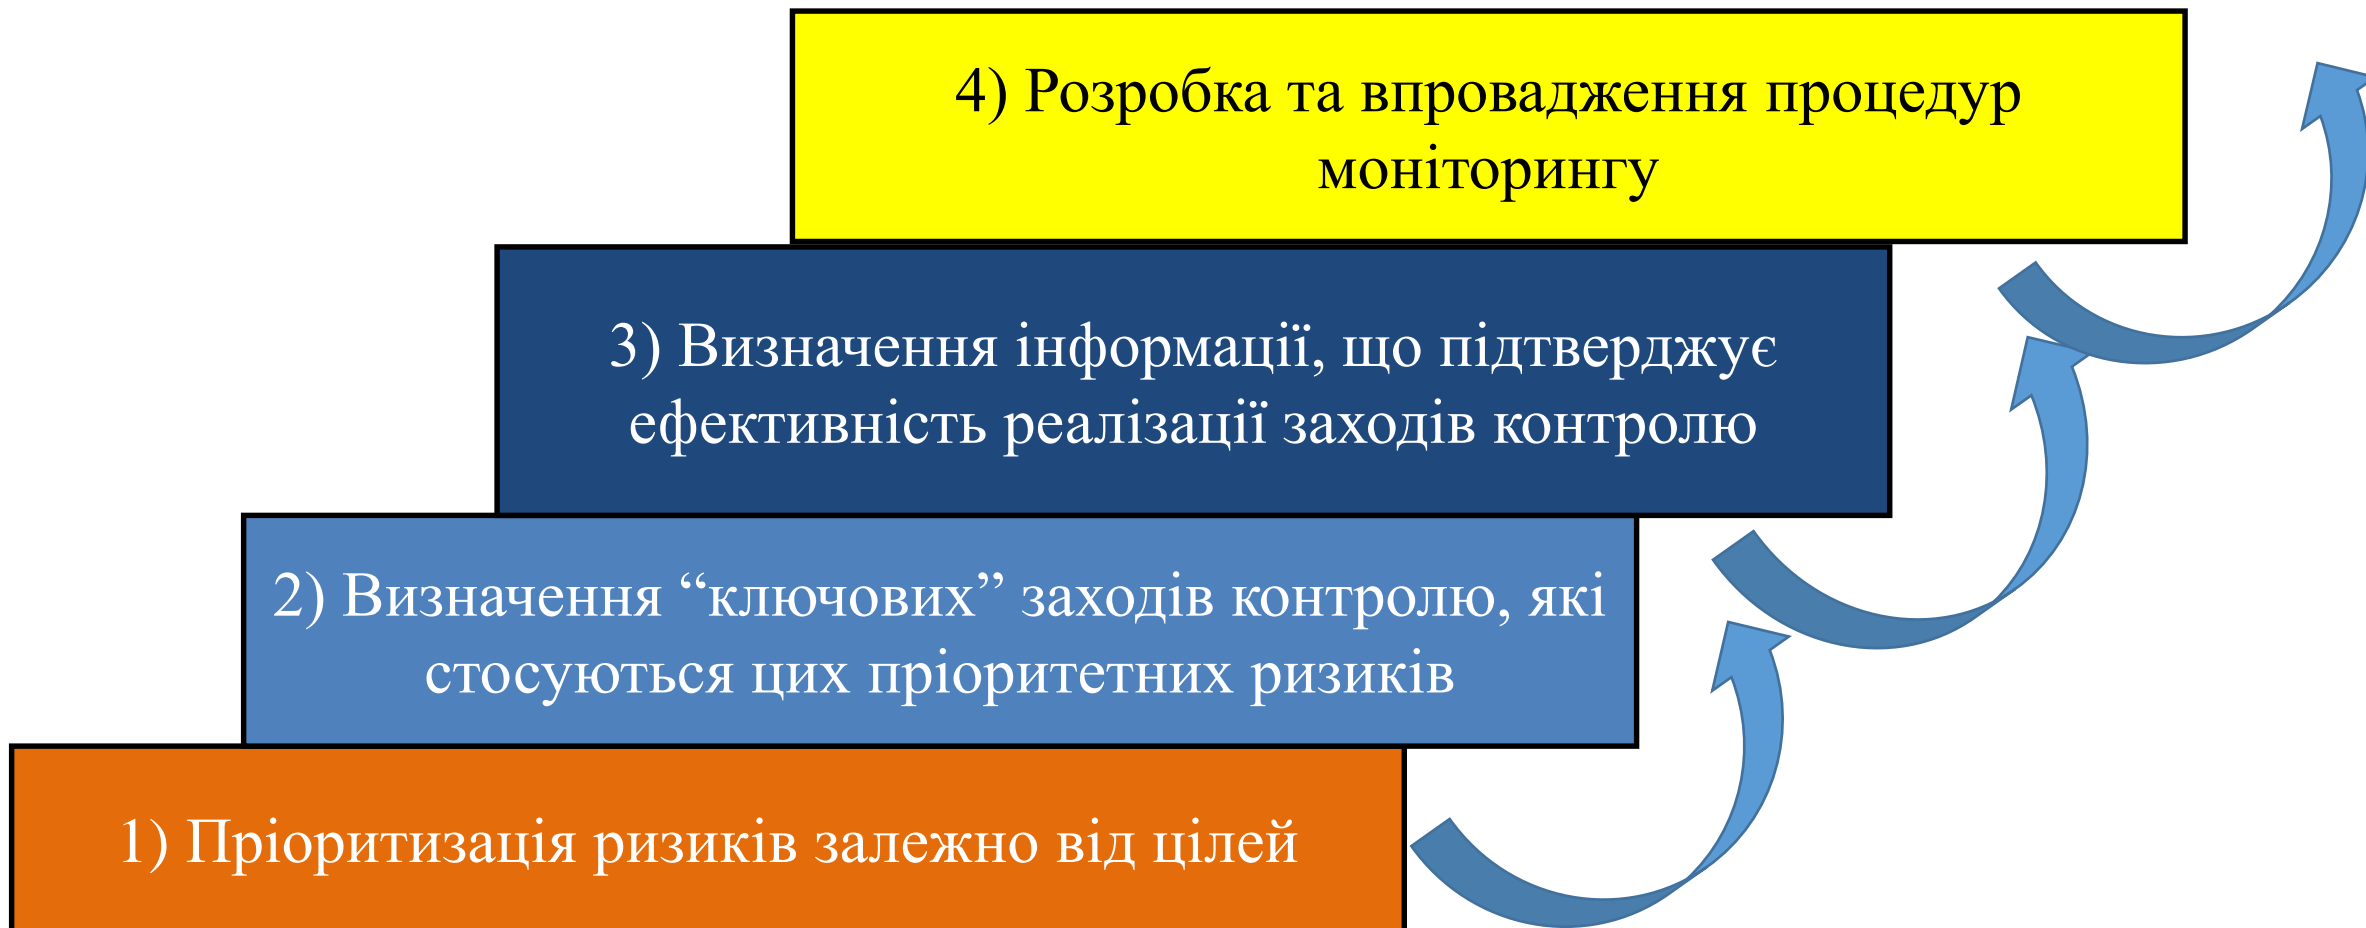 4) Розробка та впровадження процедур
моніторингу
3) Визначення інформації, що підтверджує
ефективність реалізації заходів контролю
2) Визначення “ключових” заходів контролю, які
стосуються цих пріоритетних ризиків
1) Пріоритизація ризиків залежно від цілей